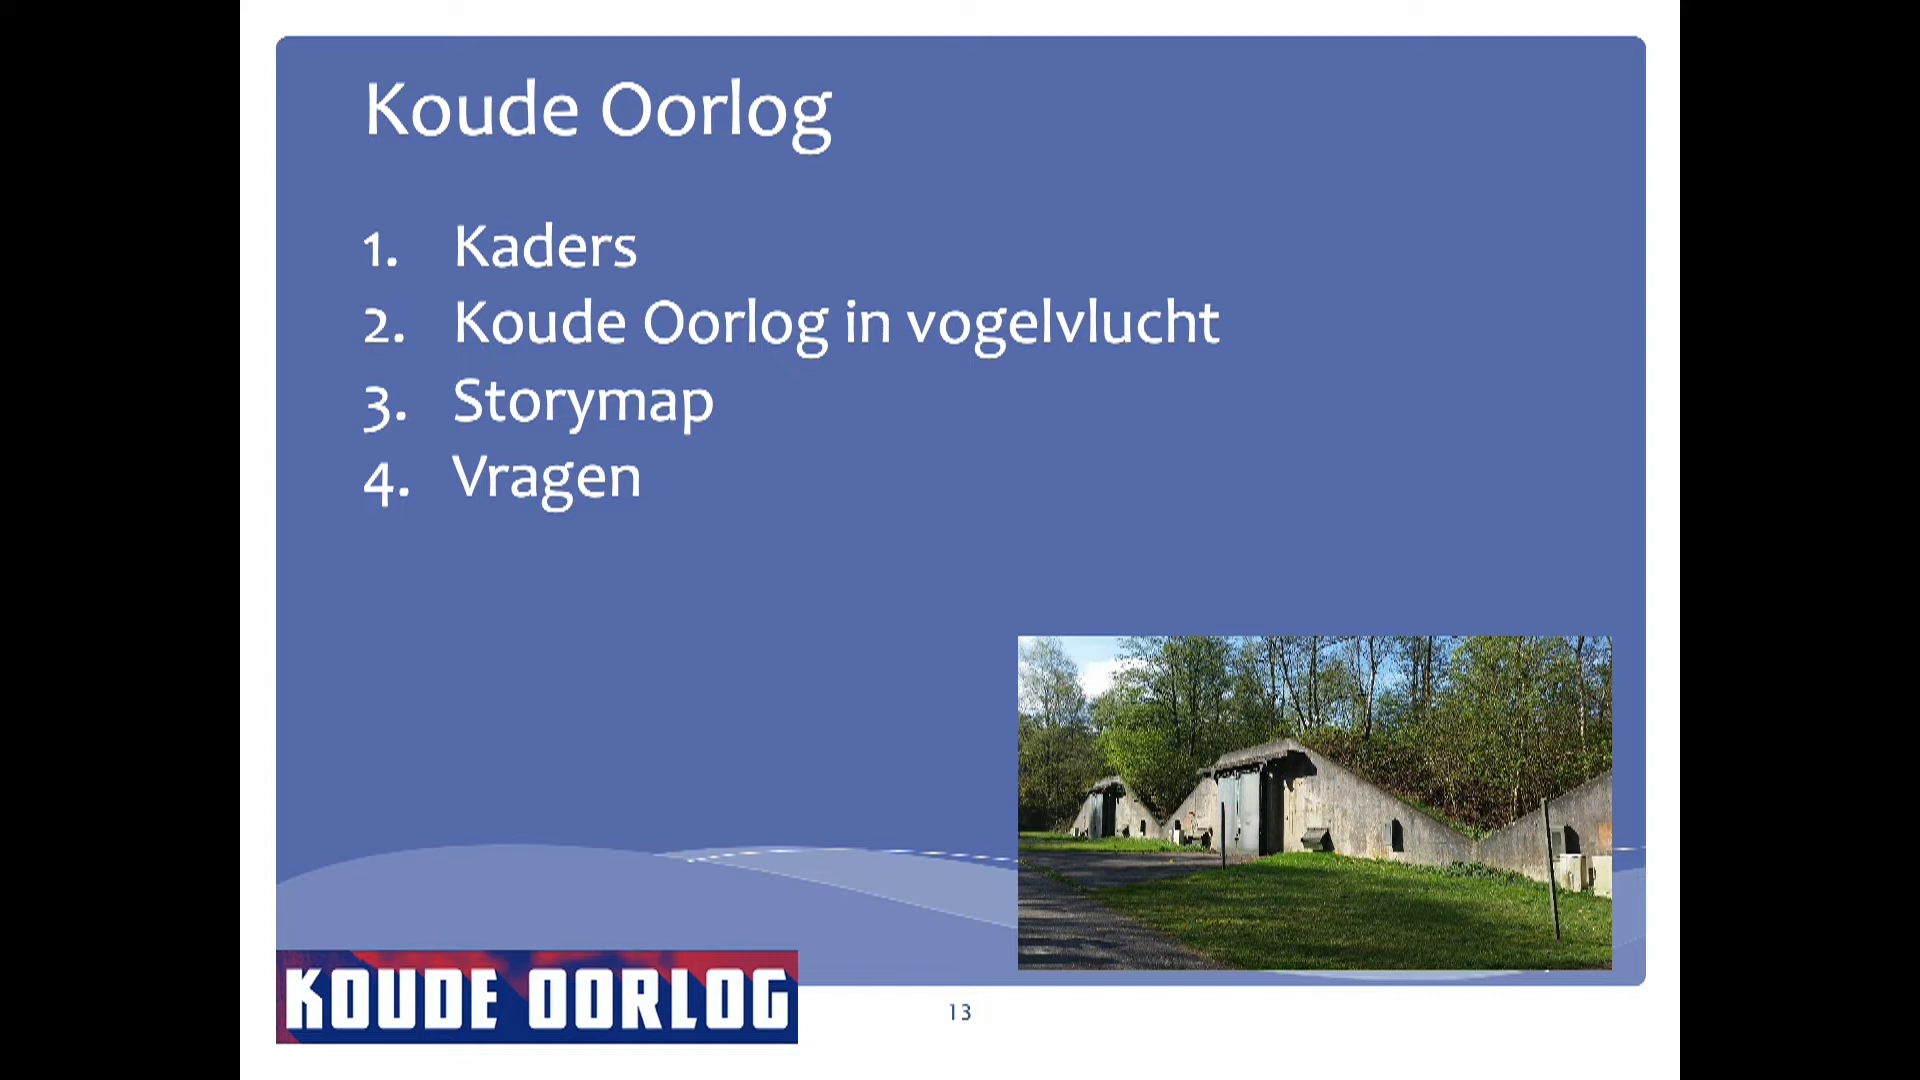 Koude Oorlog
1. Kaders
2. Koude Oorlog in vogelvlucht
3. Storymap
4. Vragen
KOUDE OORLOG
13